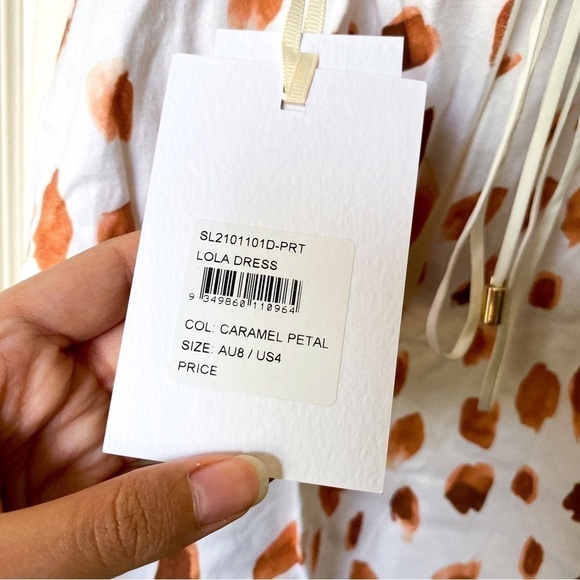 SL2101101D-PRT
LOLA DRESS
9 349860 110964
COL: CARAMEL PETAL
SIZE: AU8 / US4
PRICE